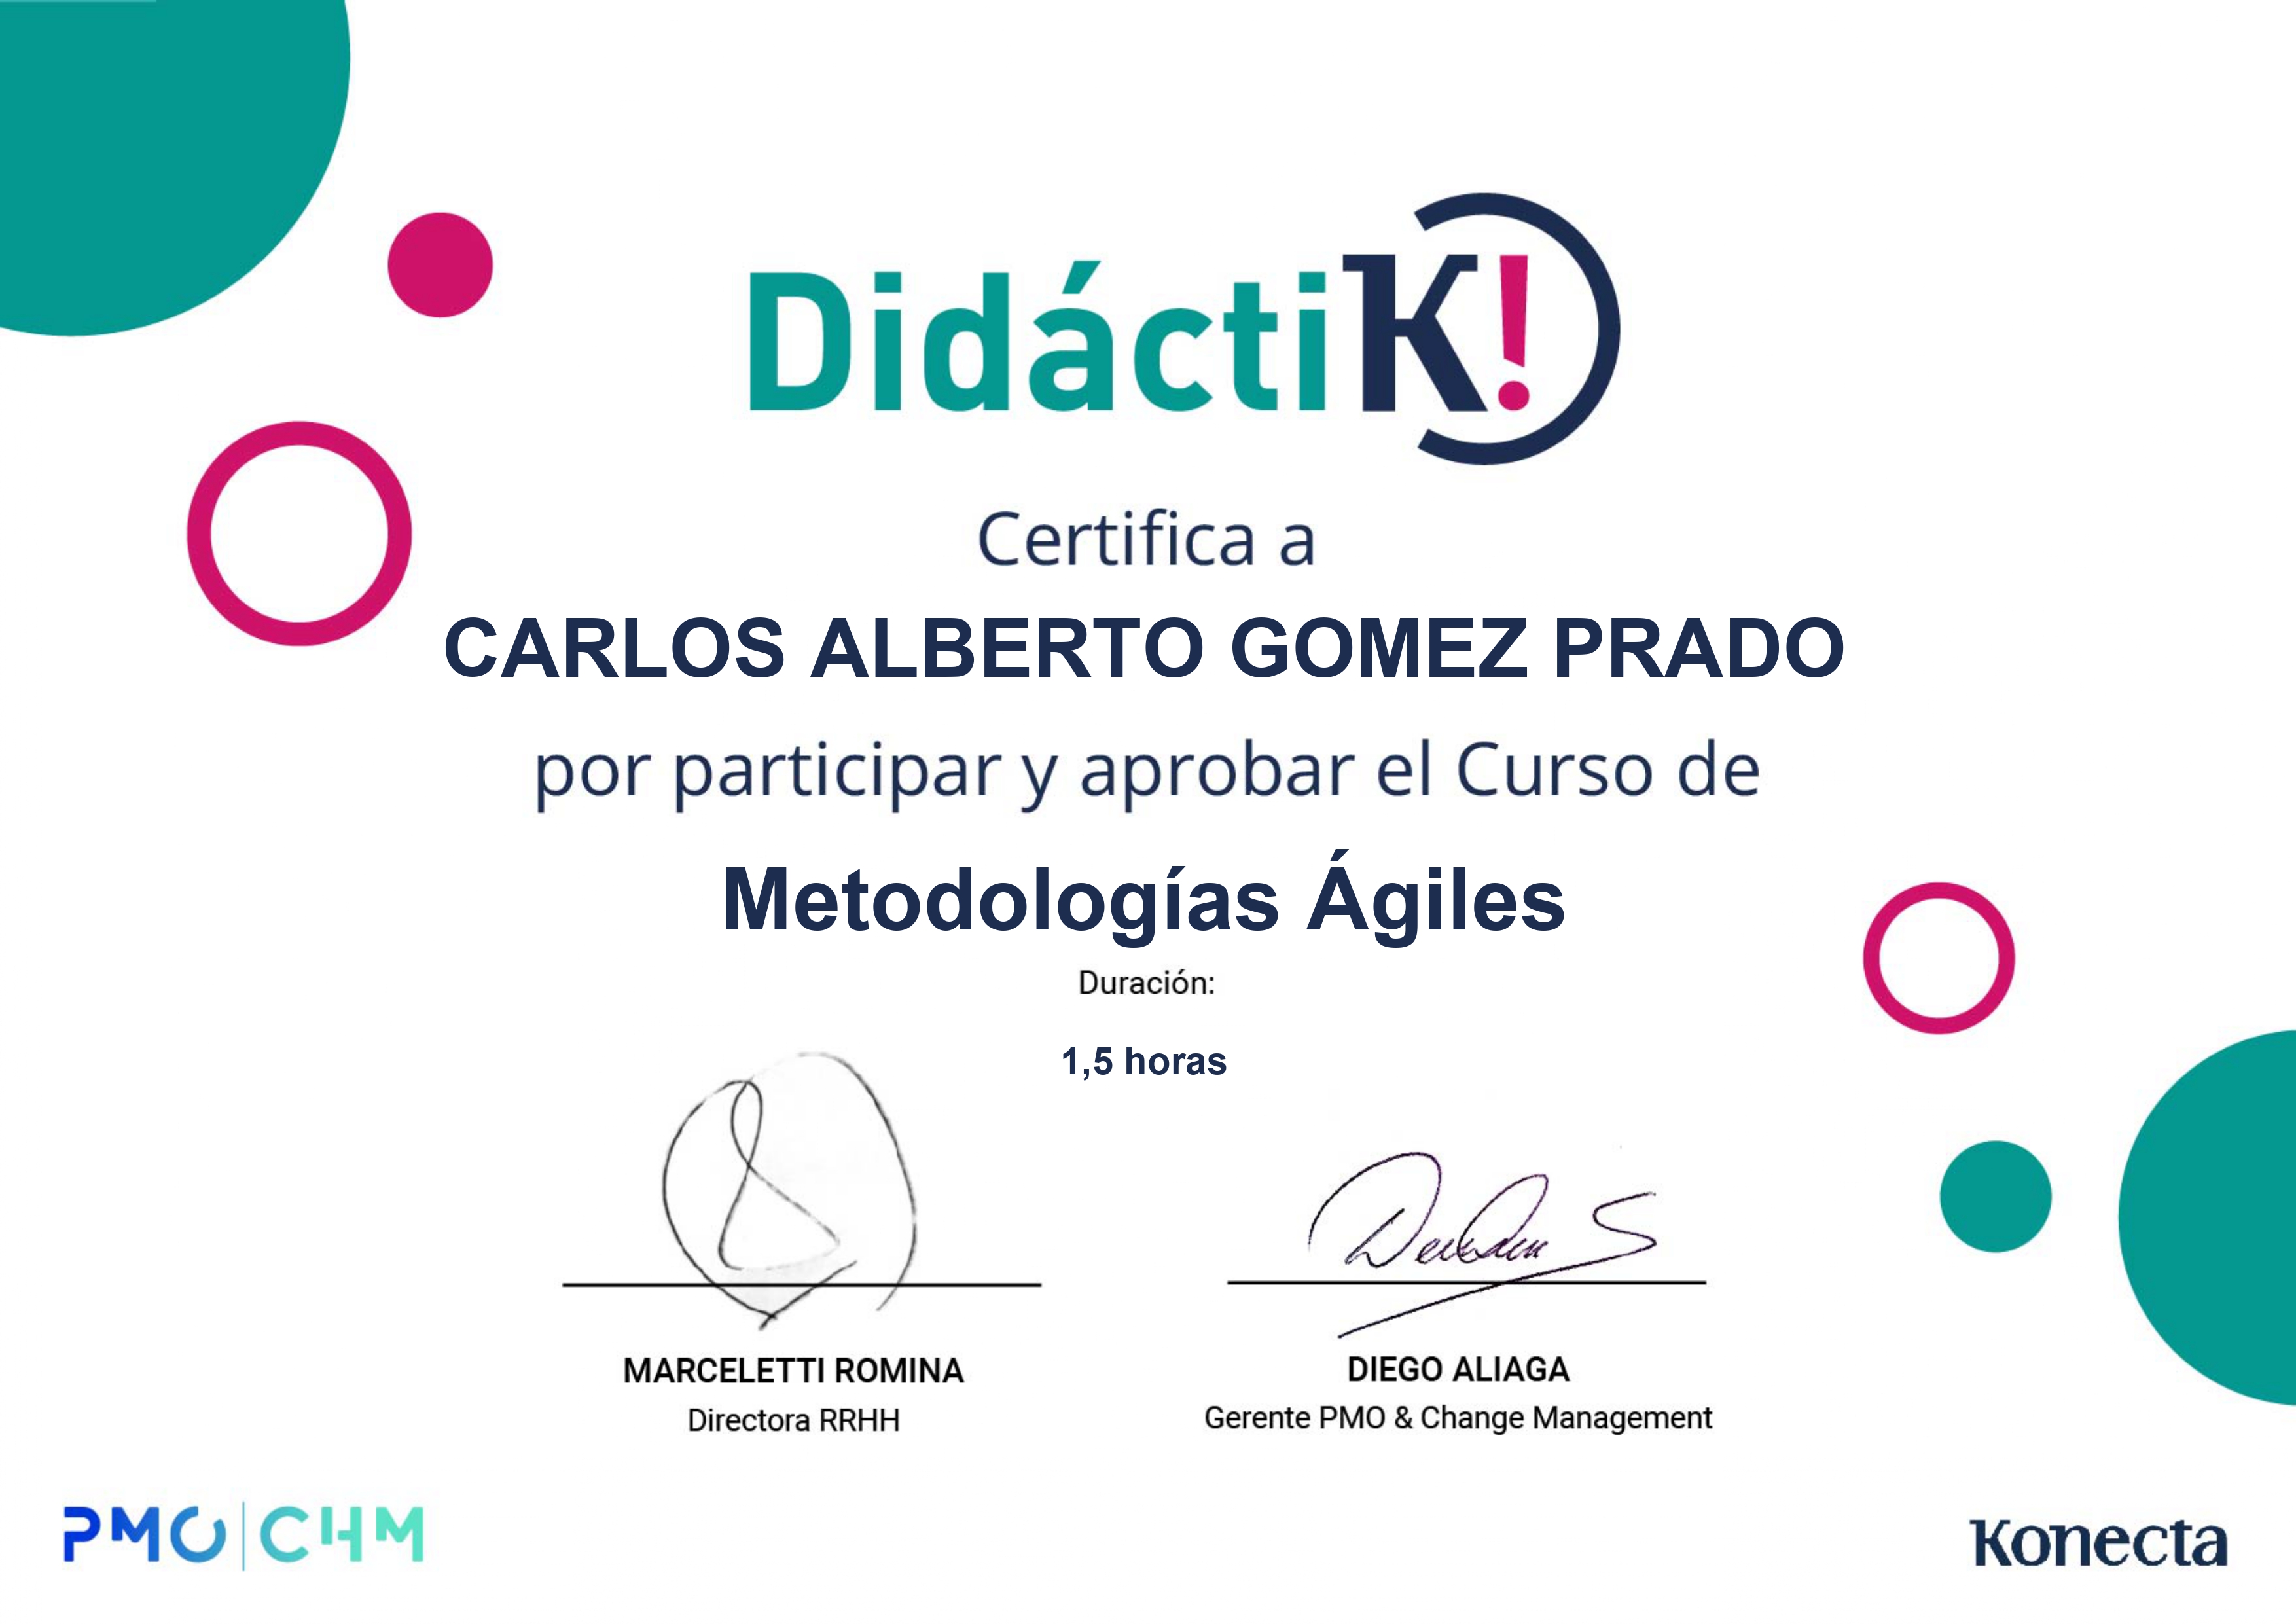 DidáctiK!
Certifica a
CARLOS ALBERTO GOMEZ PRADO
por participar y aprobar el Curso de
Metodologías Ágiles
Duración:
1,5 horas
MARCELETTI ROMINA
Directora RRHH
DIEGO ALIAGA
Gerente PMO & Change Management
PMO | CHM
Konecta